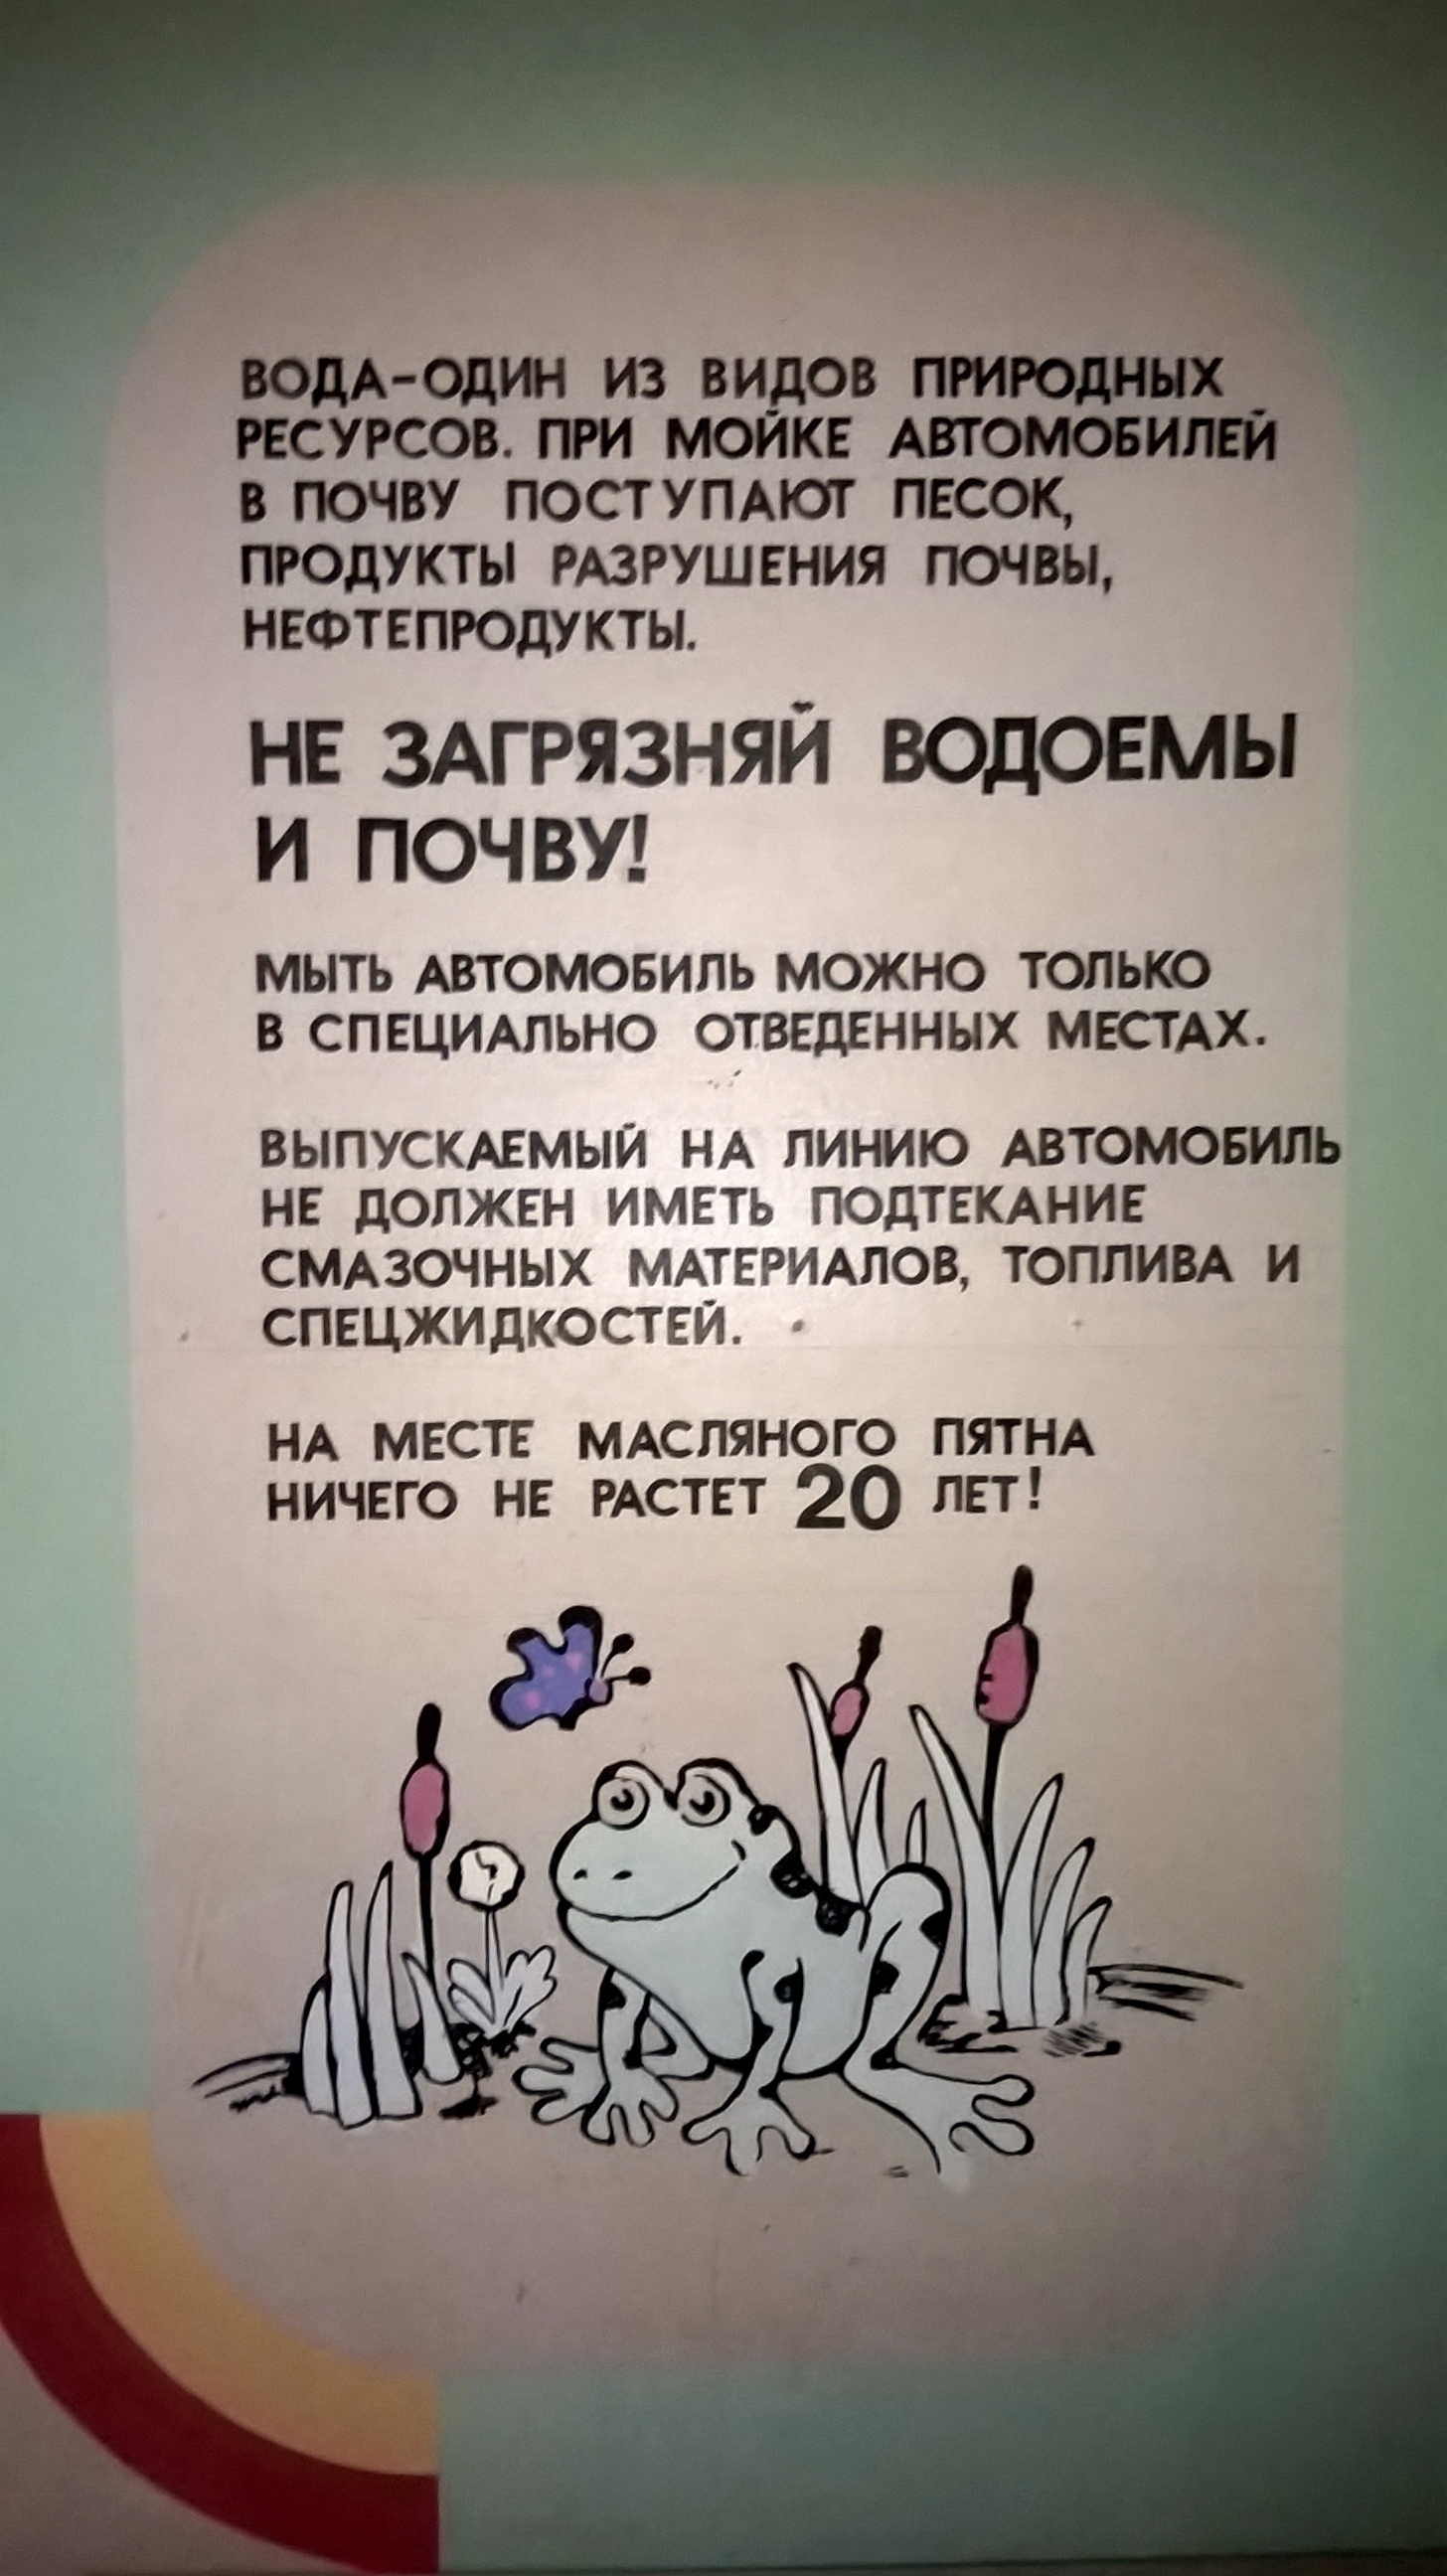 ВОДА-ОДИН ИЗ ВИДОВ ПРИРОДНЫХ
РЕСУРСОВ. ПРИ МОЙКЕ АВТОМОБИЛЕЙ
В ПОЧВУ ПОСТУПАЮТ ПЕСОК,
ПРОДУКТЫ РАЗРУШЕНИЯ ПОЧВЫ,
НЕФТЕПРОДУКТЫ.
НЕ ЗАГРЯЗНЯЙ ВОДОЕМЫ
И ПОЧВУ!
МЫТЬ АВТОМОБИЛЬ МОЖНО ТОЛЬКО
В СПЕЦИАЛЬНО ОТВЕДЕННЫХ МЕСТАХ.
ВЫПУСКАЕМЫЙ НА ЛИНИЮ АВТОМОБИЛЬ
НЕ ДОЛЖЕН ИМЕТЬ ПОДТЕКАНИЕ
СМАЗОЧНЫХ МАТЕРИАЛОВ, ТОПЛИВА И
СПЕЦЖИДКОСТЕЙ.
НА МЕСТЕ МАСЛЯНОГО ПЯТНА
НИЧЕГО НЕ РАСТЕТ 20 ЛЕТ!